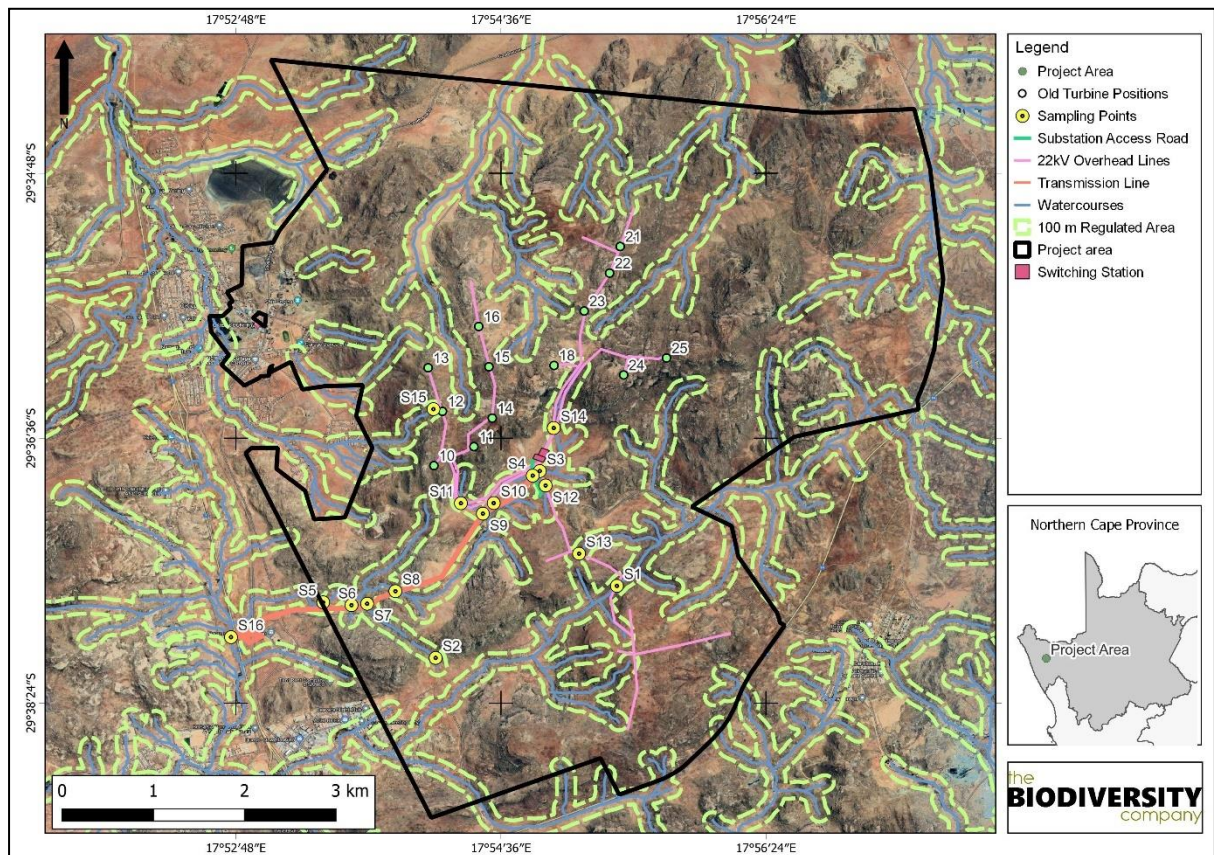 17°52'48"E
17°54'36"E
17°56'24"E
29°34'48"S
29°36'36"S
29°38'24"S
N
21
22
23
16
13
15
18
25
24
S15
12
14
S14
11
10
S4
S3
S11
S10
S12
S9
S13
S8
S1
S5
S6
S7
S16
S2
0
1
2
3 km
17°52'48"E
17°54'36"E
17°56'24"E
Legend
Project Area
Old Turbine Positions
Sampling Points
Substation Access Road
22kV Overhead Lines
Transmission Line
Watercourses
100 m Regulated Area
Project area
Switching Station
Northern Cape Province
Project Area
the
BIODIVERSITY
company